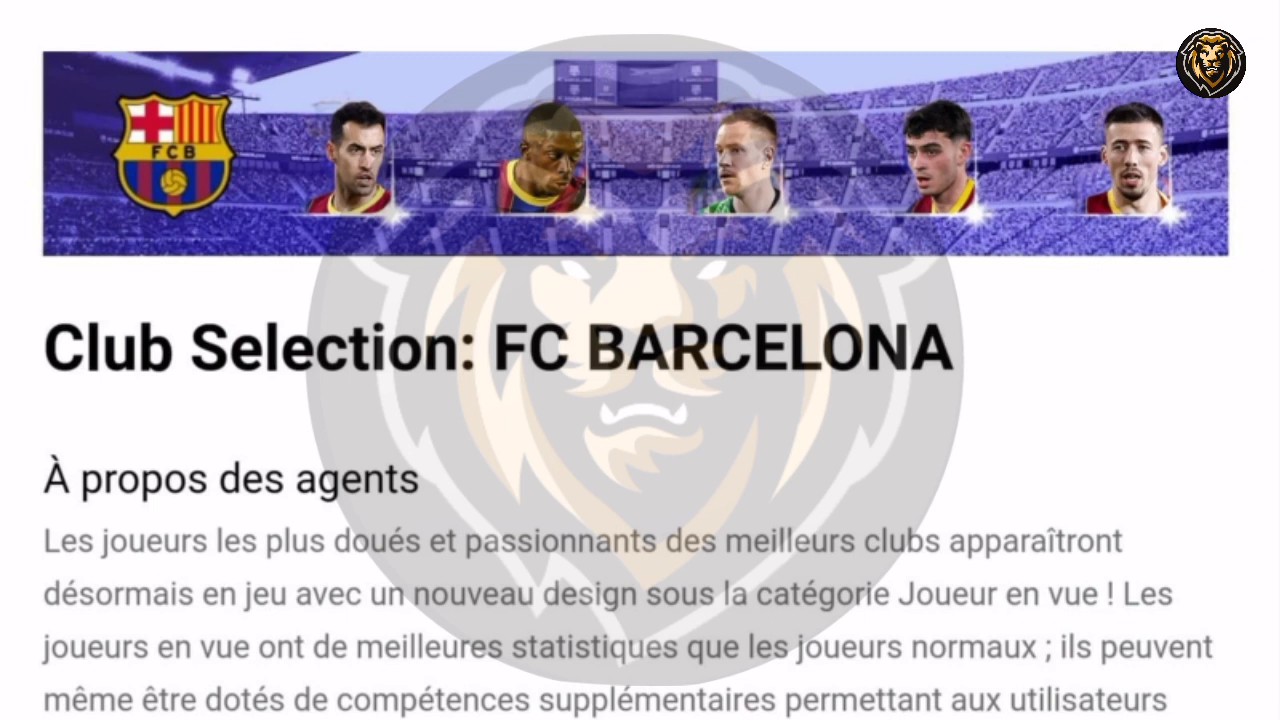 FCB
Club Selection: FC BARCELONA
À propos des agents
Les joueurs les plus doués et passionnants des meilleurs clubs apparaîtront
désormais en jeu avec un nouveau design sous la catégorie Joueur en vue ! Les
joueurs en vue ont de meilleures statistiques que les joueurs normaux ; ils peuvent
même être dotés de compétences supplémentaires permettant aux utilisateurs